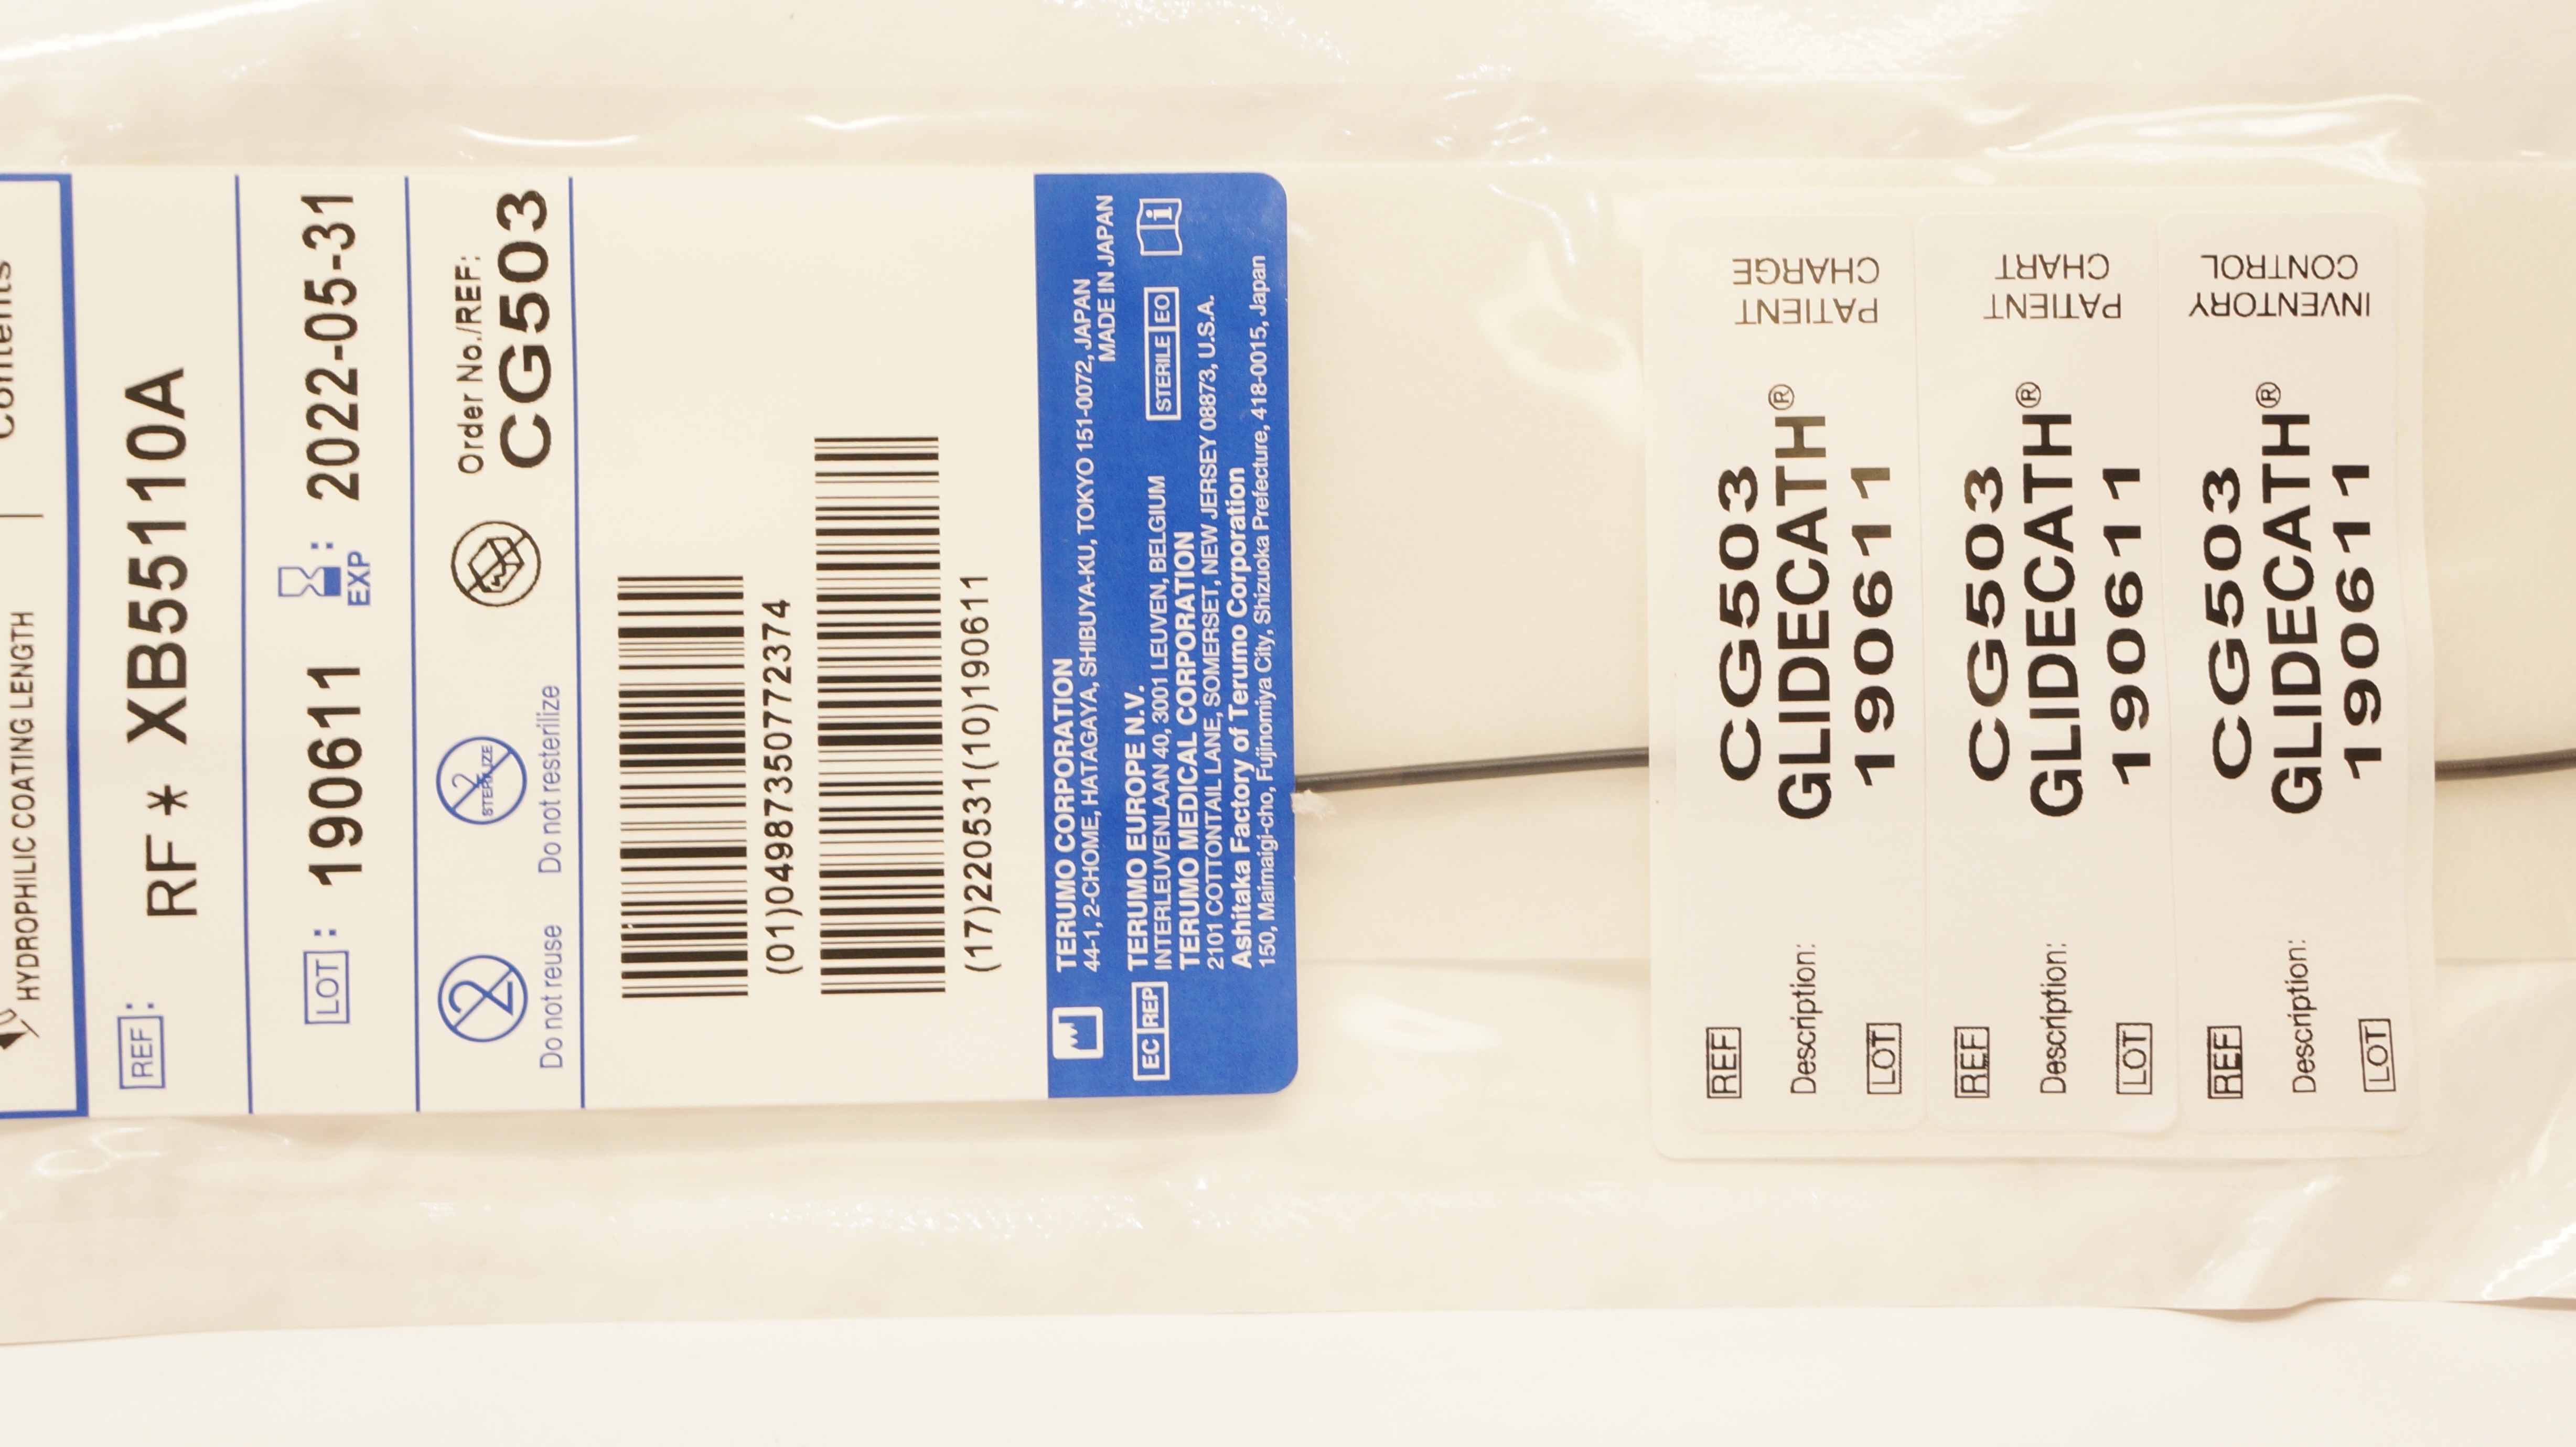 Contents
HYDROPHILIC COATING LENGTH
REF: RF * XB55110A
LOT : 190611 EXP : 2022-05-31
Order No./REF:
CG503
2 2 STERILIZE
Do not reuse Do not resterilize
(01)04987350772374
(17)220531(10)190611
TERUMO CORPORATION
44-1, 2-CHOME, HATAGAYA, SHIBUYA-KU, TOKYO 151-0072, JAPAN
MADE IN JAPAN
EC REP TERUMO EUROPE N.V.
INTERLEUVENLAAN 40, 3001 LEUVEN, BELGIUM
STERILE EO i
TERUMO MEDICAL CORPORATION
2101 COTTONTAIL LANE, SOMERSET, NEW JERSEY 08873, U.S.A.
Ashitaka Factory of Terumo Corporation
150, Maimaigi-cho, Fujinomiya City, Shizuoka Prefecture, 418-0015, Japan
REF CG503
Description: GLIDECATH®
LOT 190611
PATIENT
CHARGE
REF CG503
Description: GLIDECATH®
LOT 190611
PATIENT
CHART
REF CG503
Description: GLIDECATH®
LOT 190611
INVENTORY
CONTROL